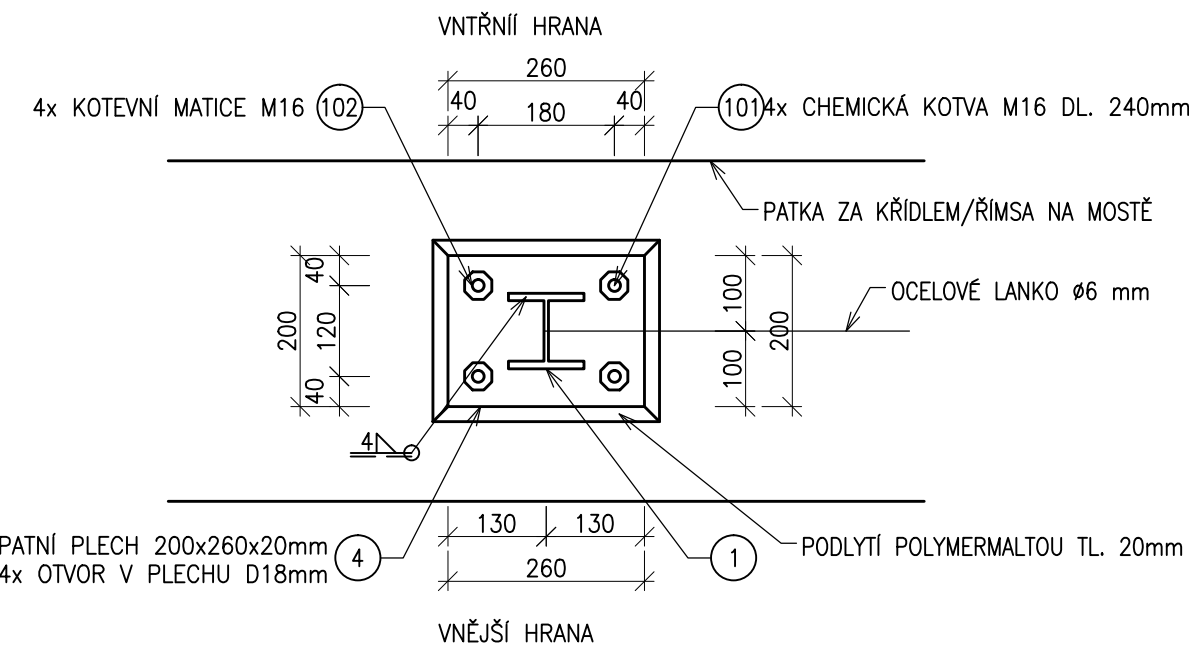 VNTŘNÍÍ HRANA
260
40 180 40
4x KOTEVNÍ MATICE M16 102
101 4x CHEMICKÁ KOTVA M16 DL. 240mm
PATKA ZA KŘÍDLEM/ŘÍMSA NA MOSTĚ
OCELOVÉ LANKO Ø6 mm
200
40
120
40
100
100
200
4
130 130
260
PATNÍ PLECH 200x260x20mm
4x OTVOR V PLECHU D18mm
4
1
PODLYTÍ POLYMERMALTOU TL. 20mm
VNĚJŠÍ HRANA